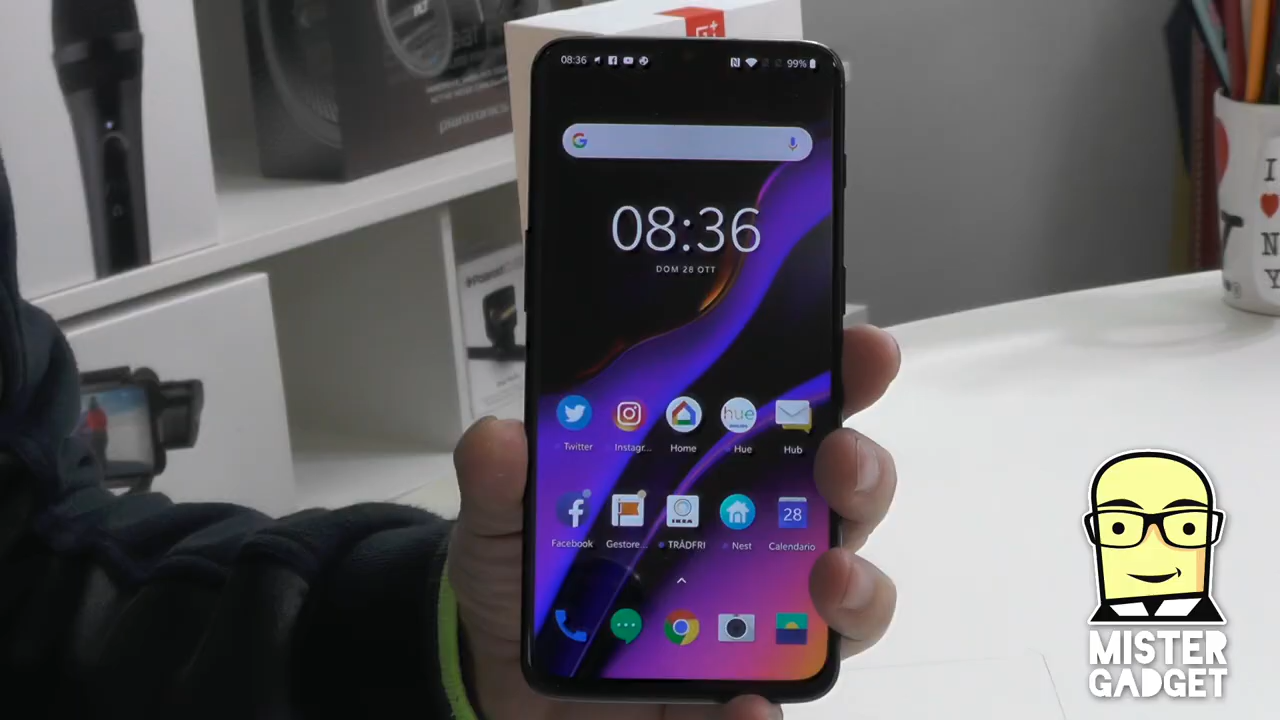 plantronics
08:36
99%
08:36
DOM 28 OTT
Twitter
Instagr...
Home
hue
Hue
Hub
Facebook
Gestore...
IKEA
TRÅDFRI
Nest
28
Calendario
I
N
Y
MISTER
GADGET